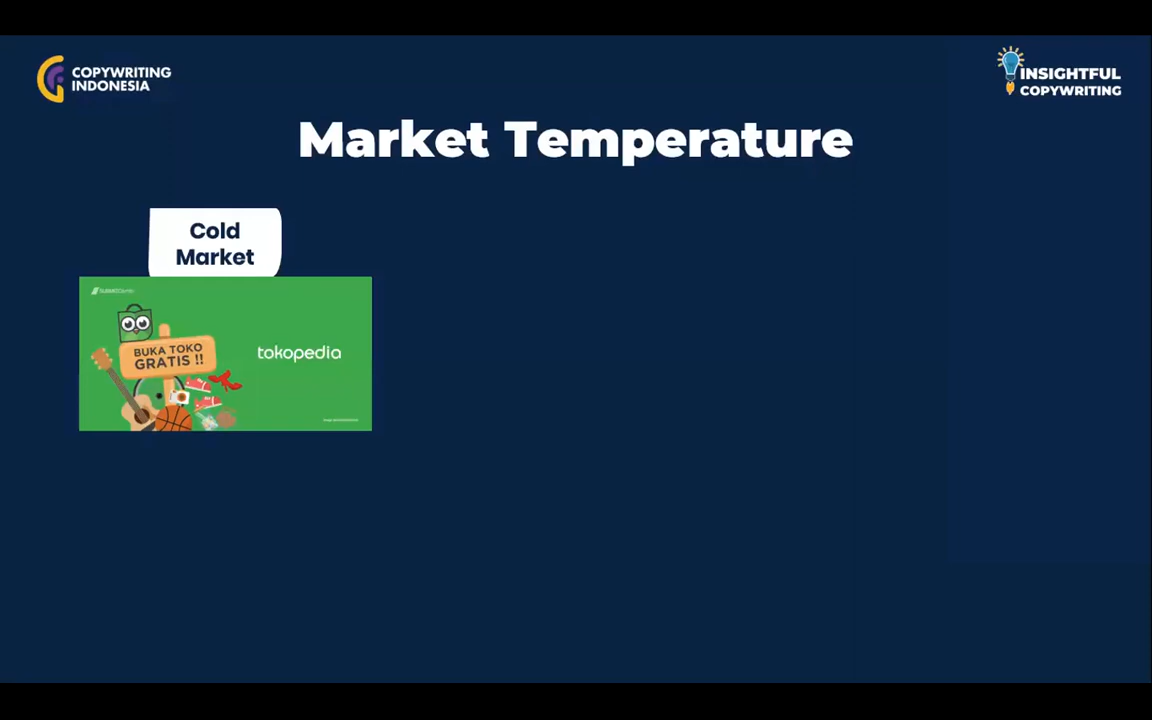 COPYWRITING
INDONESIA
INSIGHTFUL
COPYWRITING
Market Temperature
Cold
Market
BUKA TOKO
GRATIS !!
tokopedia